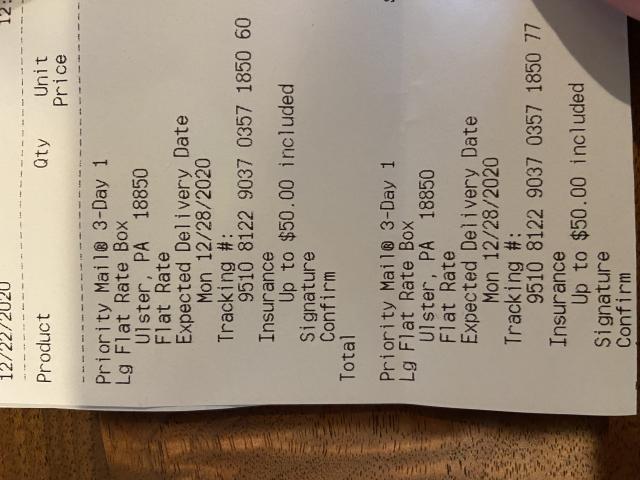 12/22/2020 12:
Product Qty Unit
Price
Priority Mail® 3-Day 1
Lg Flat Rate Box
Ulster, PA 18850
Flat Rate
Expected Delivery Date
Mon 12/28/2020
Tracking #:
9510 8122 9037 0357 1850 60
Insurance
Up to $50.00 included
Signature
Confirm
Total
Priority Mail® 3-Day 1
Lg Flat Rate Box
Ulster, PA 18850
Flat Rate
Expected Delivery Date
Mon 12/28/2020
Tracking #:
9510 8122 9037 0357 1850 77
Insurance
Up to $50.00 included
Signature
Confirm